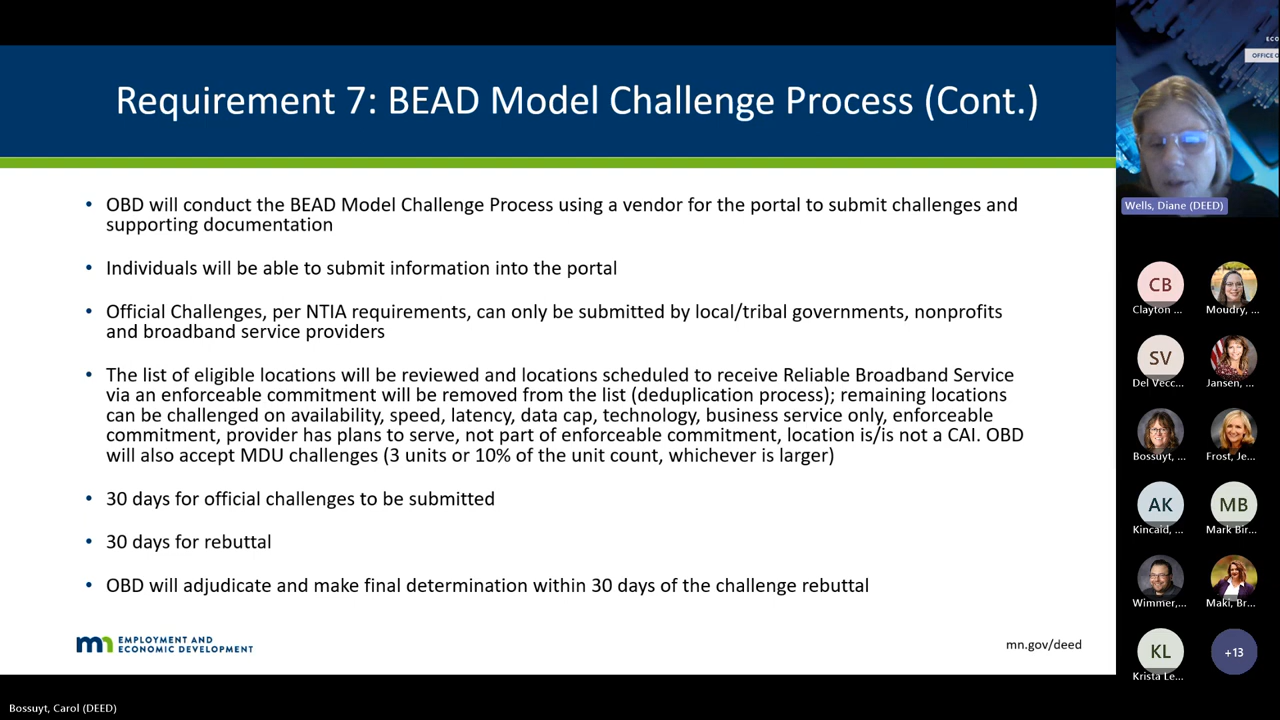 Requirement 7: BEAD Model Challenge Process (Cont.)
• OBD will conduct the BEAD Model Challenge Process using a vendor for the portal to submit challenges and
supporting documentation
• Individuals will be able to submit information into the portal
• Official Challenges, per NTIA requirements, can only be submitted by local/tribal governments, nonprofits
and broadband service providers
• The list of eligible locations will be reviewed and locations scheduled to receive Reliable Broadband Service
via an enforceable commitment will be removed from the list (deduplication process); remaining locations
can be challenged on availability, speed, latency, data cap, technology, business service only, enforceable
commitment, provider has plans to serve, not part of enforceable commitment, location is/is not a CAI. OBD
will also accept MDU challenges (3 units or 10% of the unit count, whichever is larger)
• 30 days for official challenges to be submitted
• 30 days for rebuttal
• OBD will adjudicate and make final determination within 30 days of the challenge rebuttal
mn EMPLOYMENT AND
ECONOMIC DEVELOPMENT
mn.gov/deed
Bossuyt, Carol (DEED)
ECO
OFFICE O
Wells, Diane (DEED)
CB
Clayton ...
Moudry, ...
SV
Del Vecc...
Jansen, ...
Bossuyt, ...
Frost, Je...
AK
Kincaid, ...
MB
Mark Bir...
Wimmer,...
Maki, Br...
KL
Krista Le...
+13